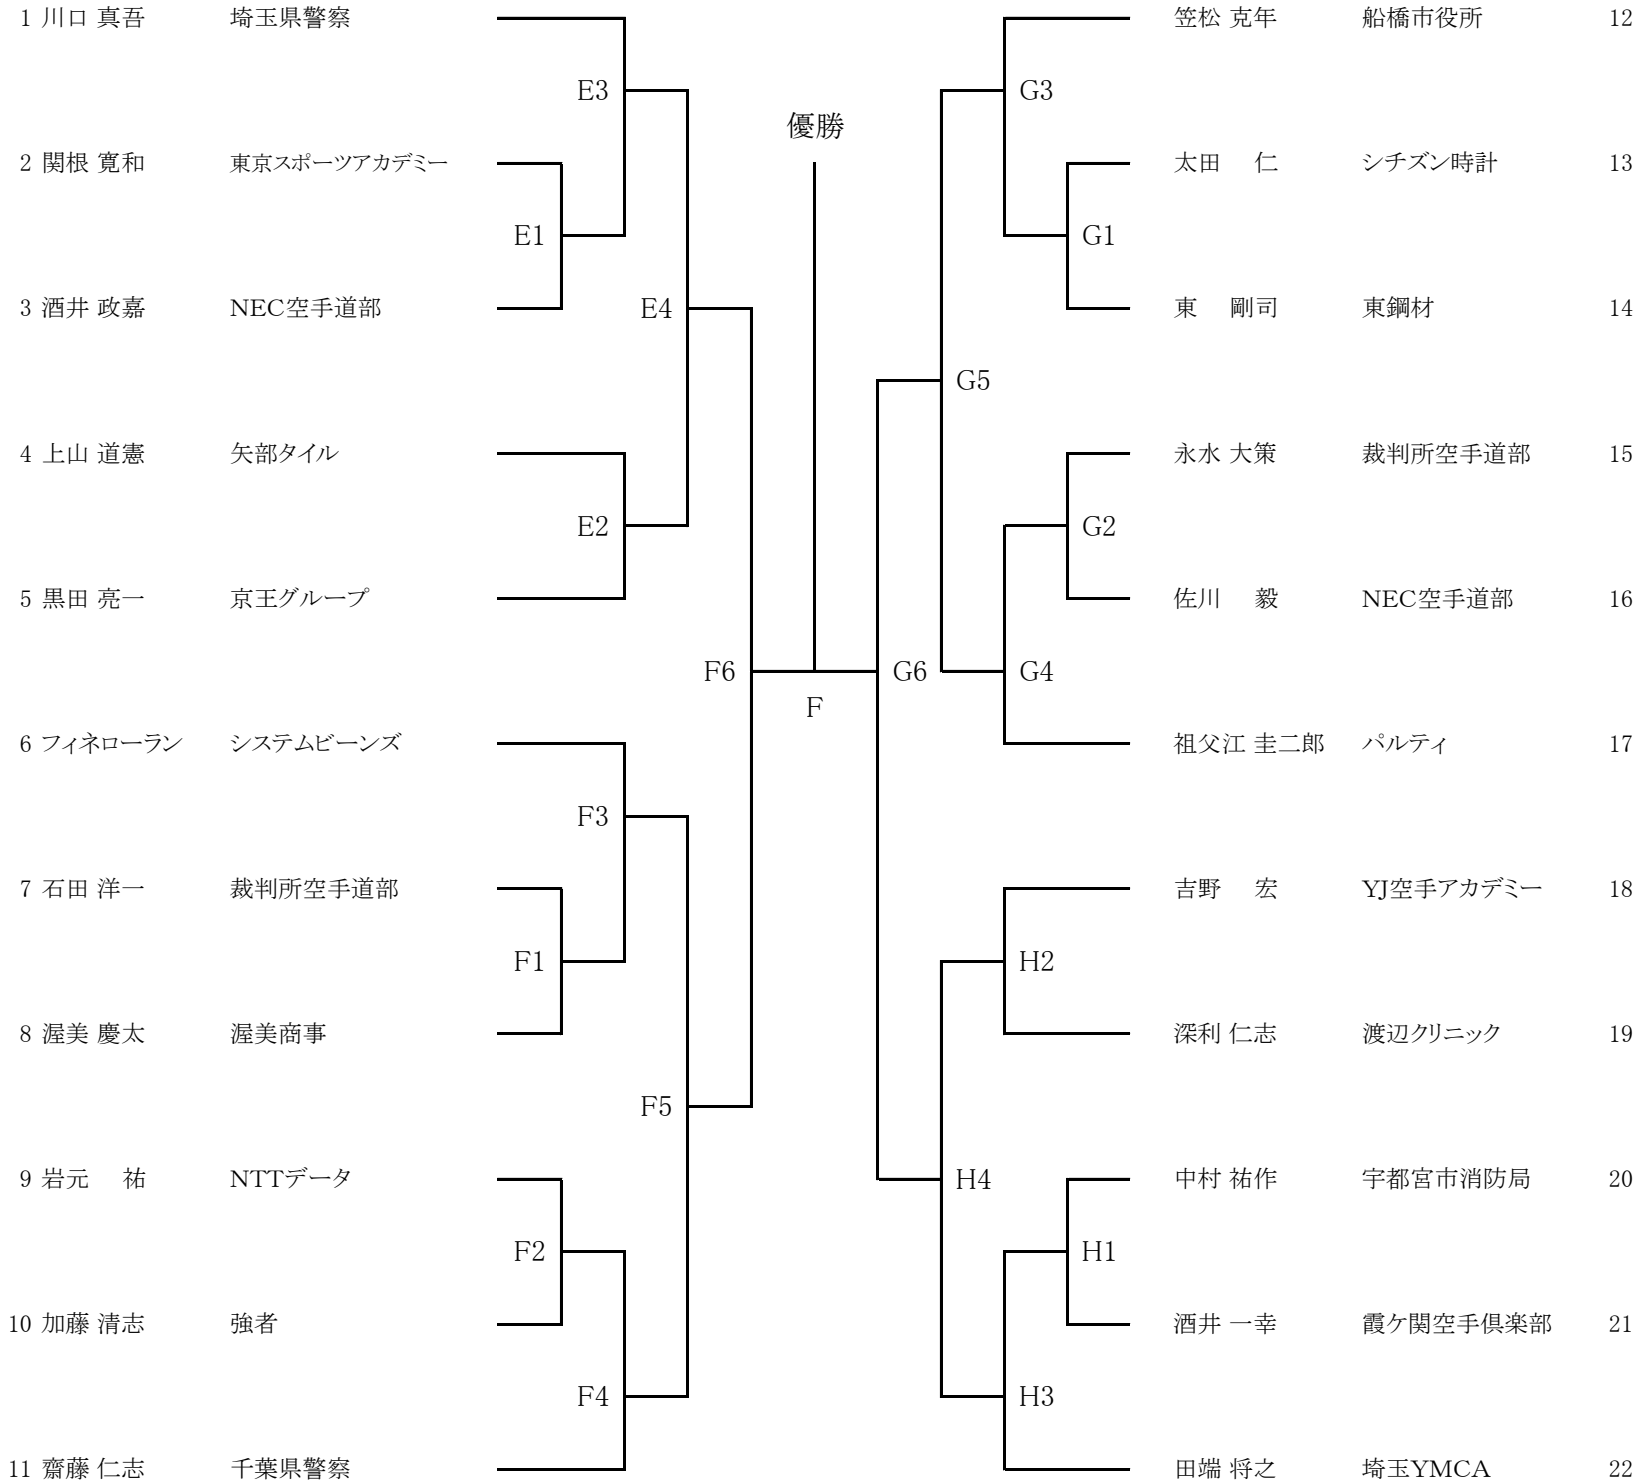 1 川口 真吾 埼玉県警察
E3
2 関根 寛和 東京スポーツアカデミー
E1
3 酒井 政嘉 NEC空手道部
E4
4 上山 道憲 矢部タイル
E2
5 黒田 亮一 京王グループ
F6
6 フィネローラン システムビーンズ
F3
7 石田 洋一 裁判所空手道部
F1
8 渥美 慶太 渥美商事
F5
9 岩元 祐 NTTデータ
F2
10 加藤 清志 強者
F4
11 齋藤 仁志 千葉県警察
優勝
F
笠松 克年 船橋市役所 12
G3
太田 仁 シチズン時計 13
G1
東 剛司 東鋼材 14
G5
永水 大策 裁判所空手道部 15
G2
佐川 毅 NEC空手道部 16
G6
G4
祖父江 圭二郎 パルティ 17
吉野 宏 YJ空手アカデミー 18
H2
深利 仁志 渡辺クリニック 19
H4
中村 祐作 宇都宮市消防局 20
H1
酒井 一幸 霞ケ関空手倶楽部 21
H3
田端 将之 埼玉YMCA 22